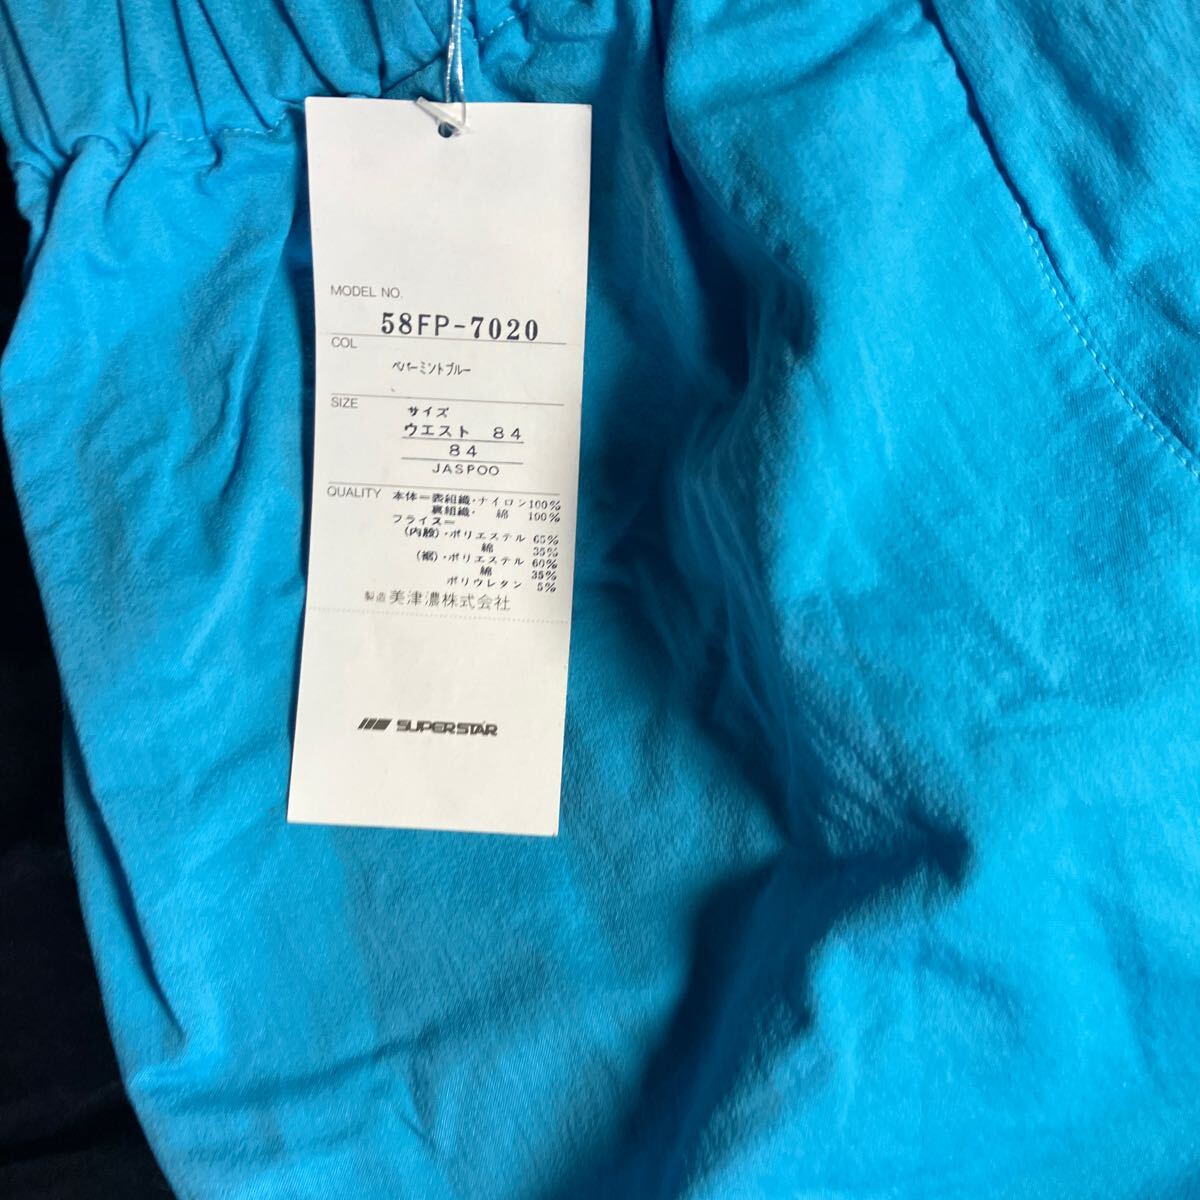 MODEL NO.
58FP-7020
COL
ペパーミントブルー
SIZE
サイズ
ウエスト 84
84
JASPOO
QUALITY
本体ー表組織・ナイロン100%
裏組織・ 綿 100%
フライスー
(内股)・ポリエステル 65%
綿 35%
(裾)・ポリエステル 60%
綿 35%
ポリウレタン 5%
製造 美津濃株式会社
SUPERSTAR